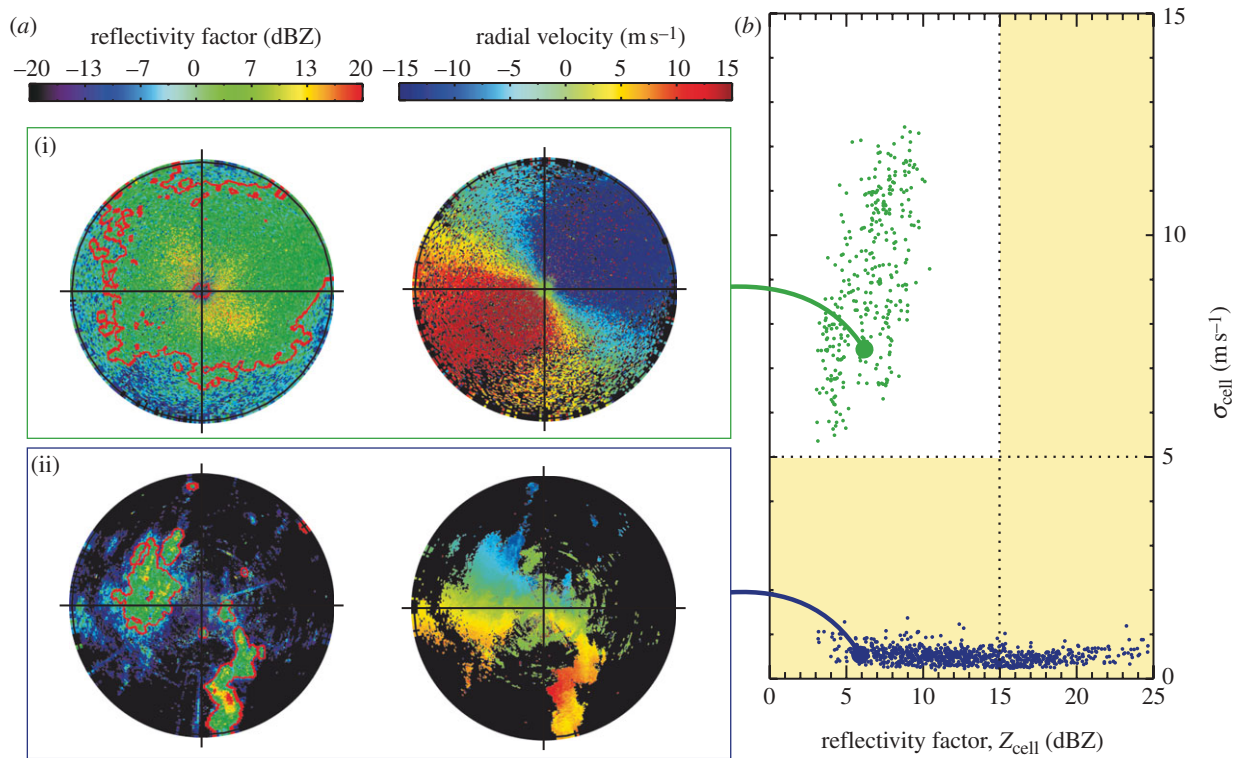 (a)
reflectivity factor (dBZ)
–20 –13 –7 0 7 13 20
radial velocity (m s–1)
–15 –10 –5 0 5 10 15
(i)
(ii)
(b)
15
10
5
0
σcell (m s–1)
0 5 10 15 20 25
reflectivity factor, Zcell (dBZ)